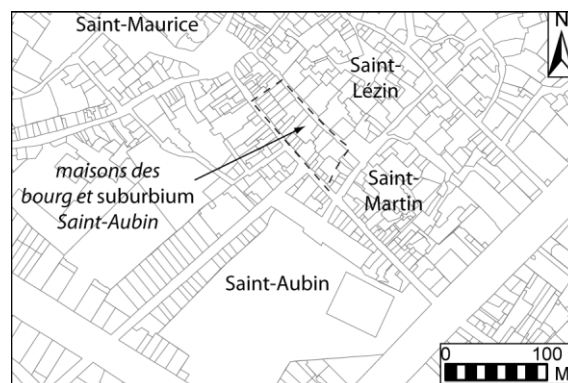 Saint-Maurice
N
Saint-
Lézin
maisons des
bourg et suburbium
Saint-Aubin
Saint-
Martin
Saint-Aubin
0 100
M